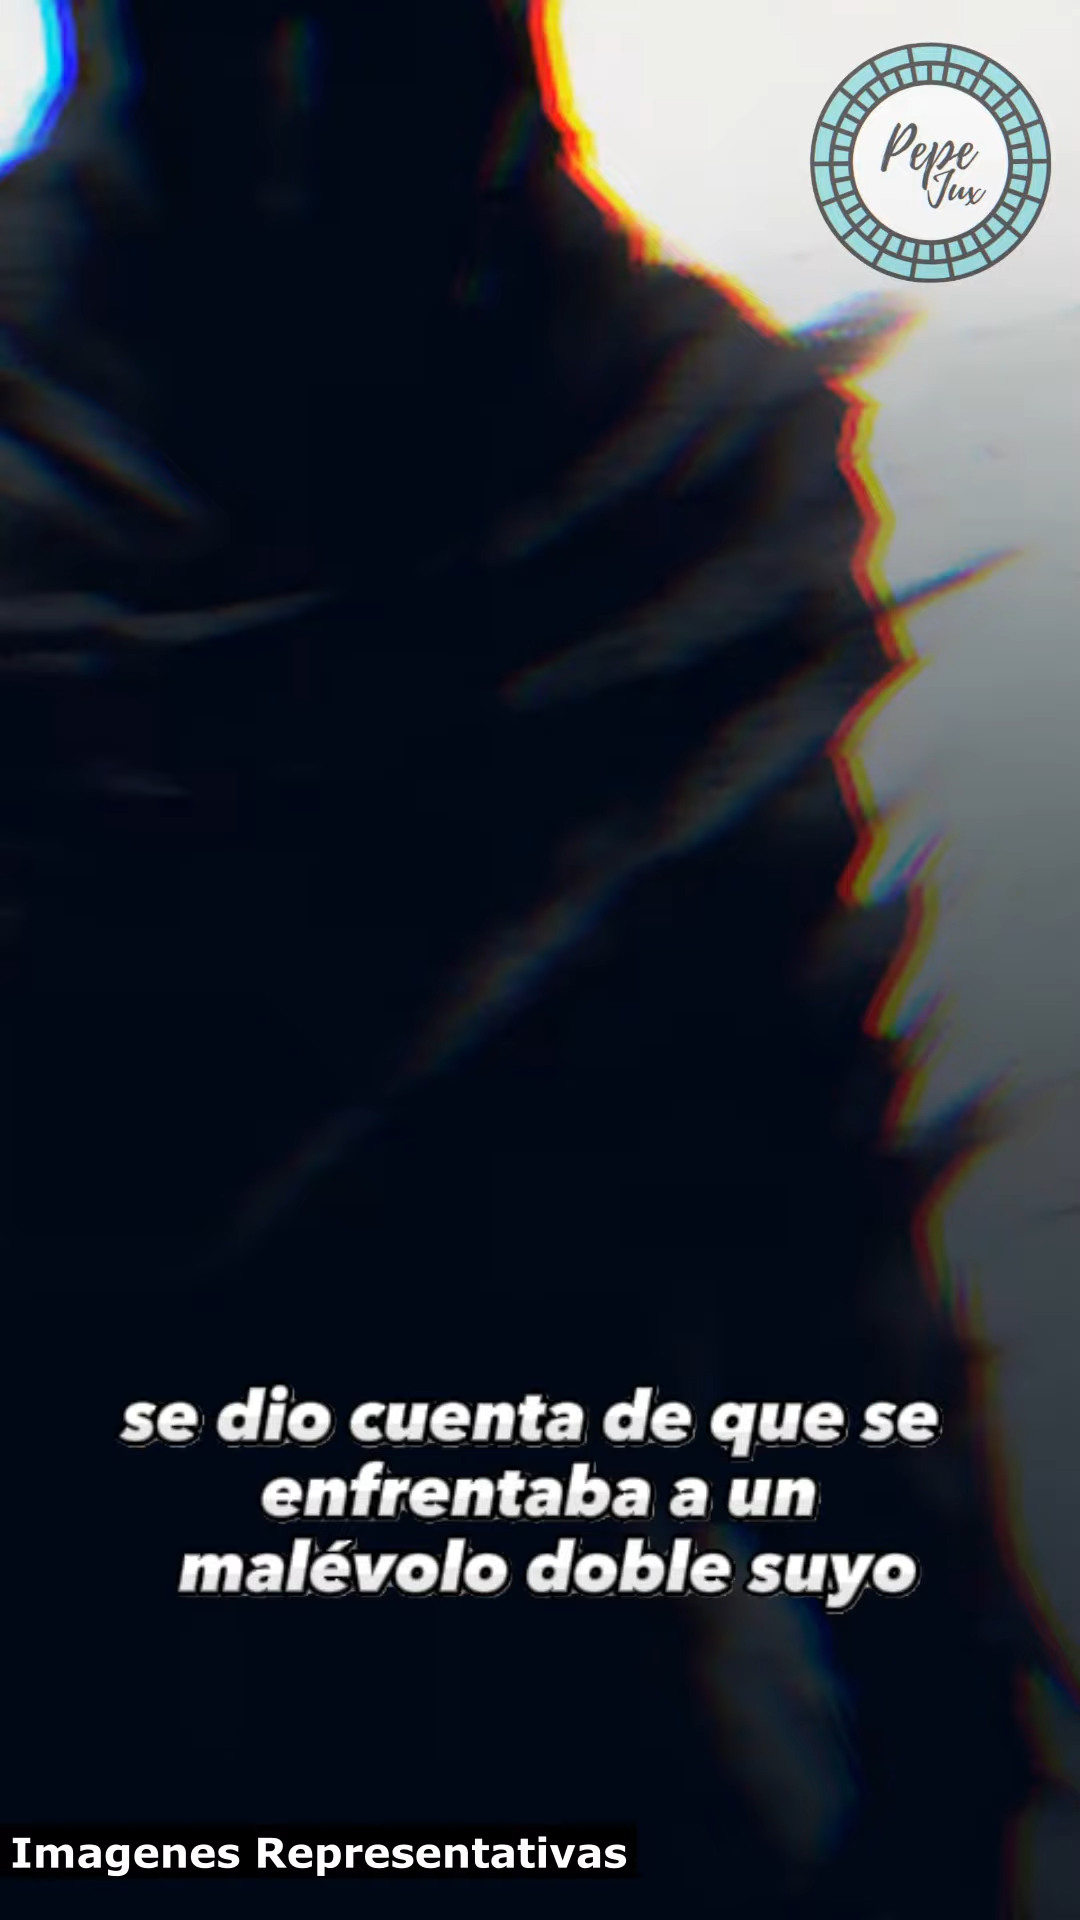 Pepe
Jux
se dio cuenta de que se
enfrentaba a un
malévolo doble suyo
Imagenes Representativas